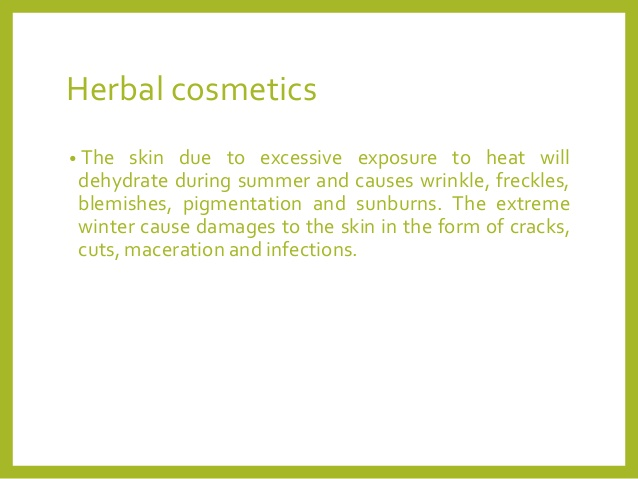 Herbal cosmetics
• The skin due to excessive exposure to heat will
dehydrate during summer and causes wrinkle, freckles,
blemishes, pigmentation and sunburns. The extreme
winter cause damages to the skin in the form of cracks,
cuts, maceration and infections.